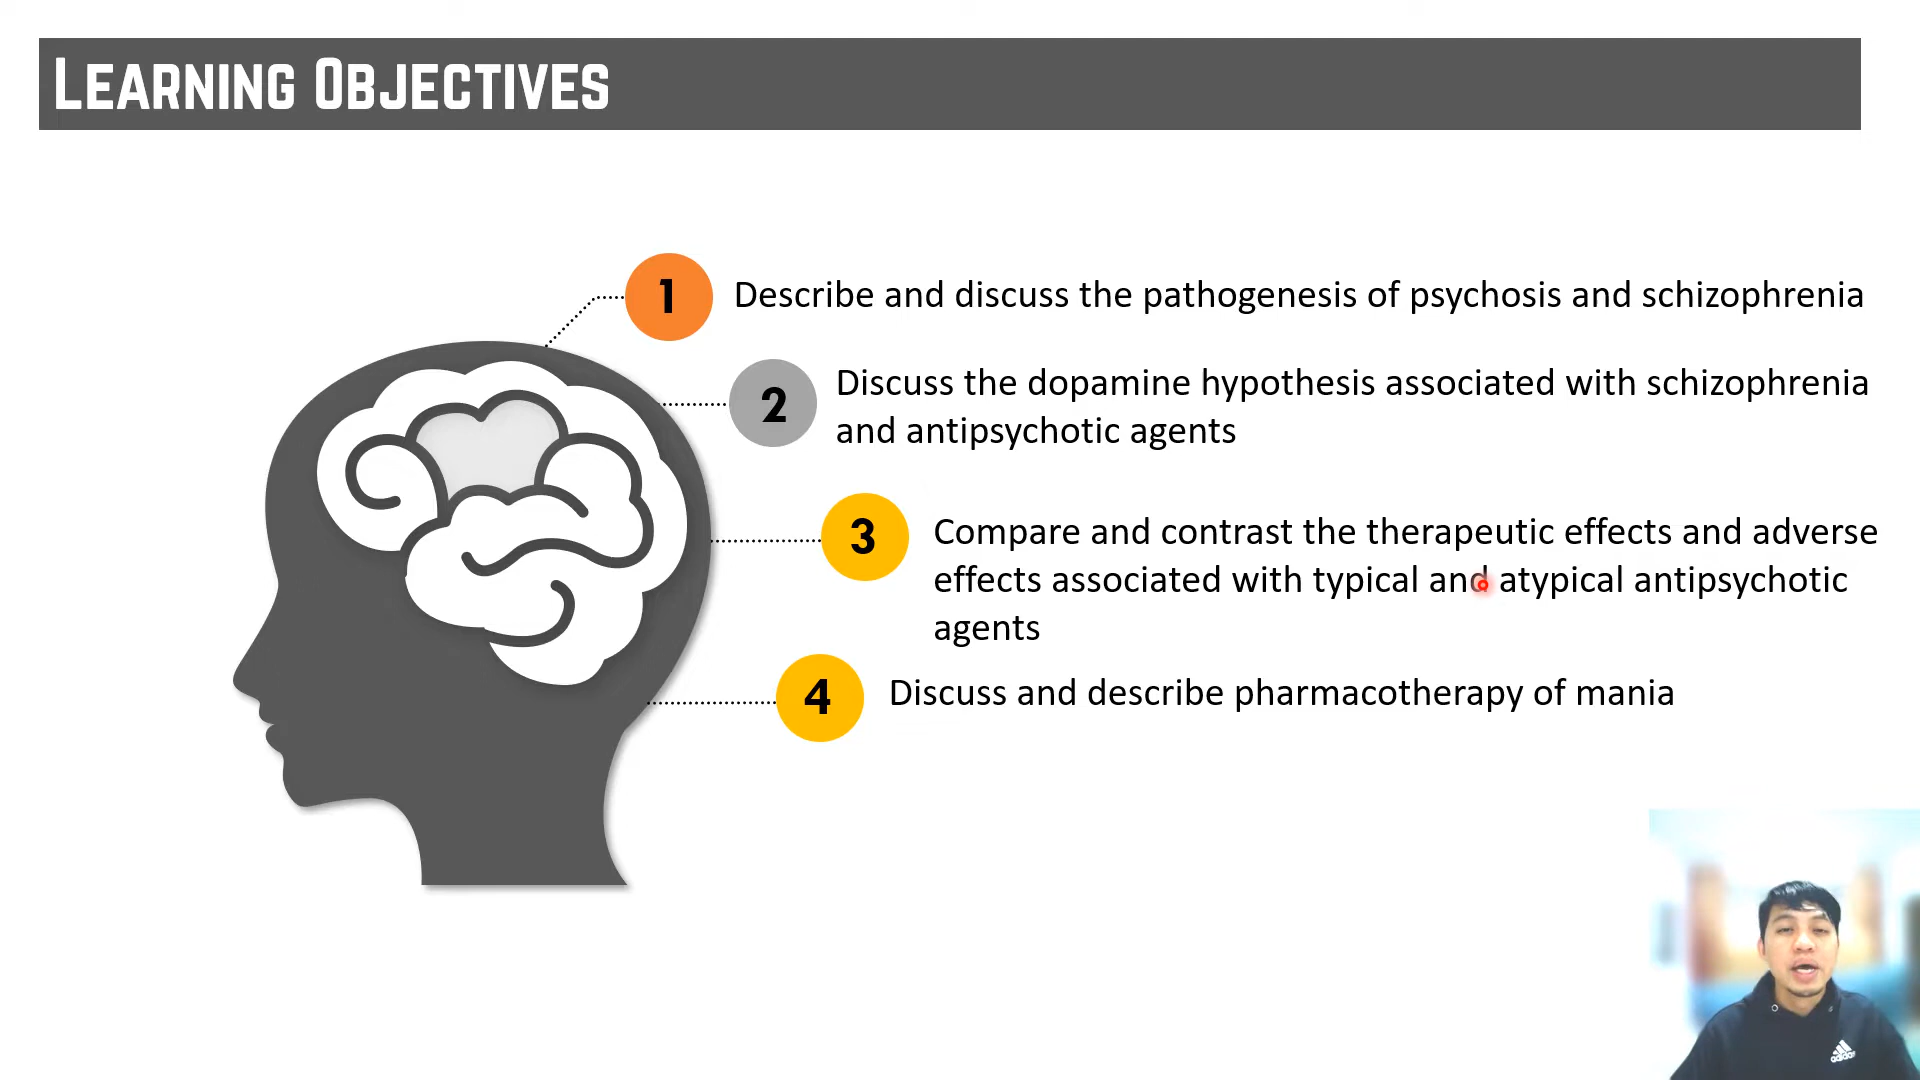 LEARNING OBJECTIVES
1
Describe and discuss the pathogenesis of psychosis and schizophrenia
2
Discuss the dopamine hypothesis associated with schizophrenia
and antipsychotic agents
3
Compare and contrast the therapeutic effects and adverse
effects associated with typical and atypical antipsychotic
agents
4
Discuss and describe pharmacotherapy of mania
adidas